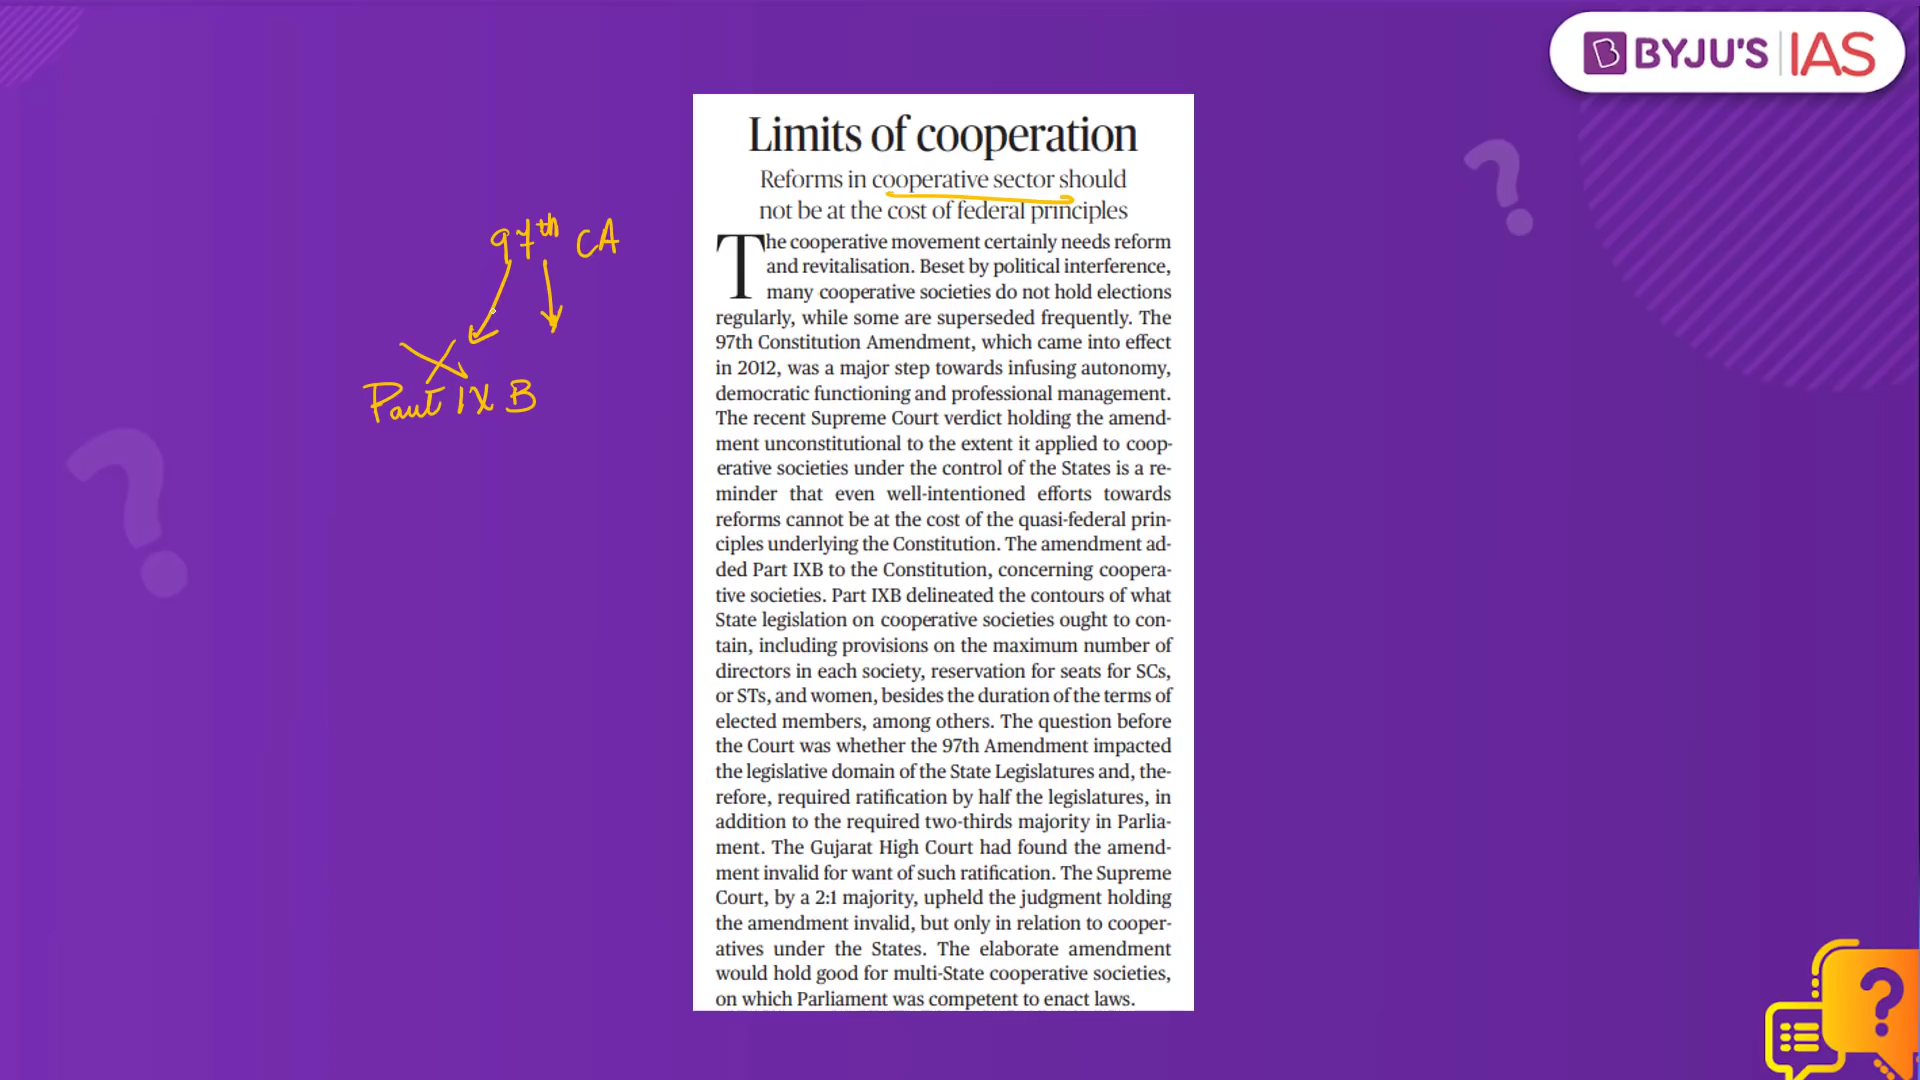 BYJU'S IAS
Limits of cooperation
Reforms in cooperative sector should
not be at the cost of federal principles
The cooperative movement certainly needs reform
and revitalisation. Beset by political interference,
many cooperative societies do not hold elections
regularly, while some are superseded frequently. The
97th Constitution Amendment, which came into effect
in 2012, was a major step towards infusing autonomy,
democratic functioning and professional management.
The recent Supreme Court verdict holding the amend-
ment unconstitutional to the extent it applied to coop-
erative societies under the control of the States is a re-
minder that even well-intentioned efforts towards
reforms cannot be at the cost of the quasi-federal prin-
ciples underlying the Constitution. The amendment ad-
ded Part IXB to the Constitution, concerning coopera-
tive societies. Part IXB delineated the contours of what
State legislation on cooperative societies ought to con-
tain, including provisions on the maximum number of
directors in each society, reservation for seats for SCs,
or STs, and women, besides the duration of the terms of
elected members, among others. The question before
the Court was whether the 97th Amendment impacted
the legislative domain of the State Legislatures and, the-
refore, required ratification by half the legislatures, in
addition to the required two-thirds majority in Parlia-
ment. The Gujarat High Court had found the amend-
ment invalid for want of such ratification. The Supreme
Court, by a 2:1 majority, upheld the judgment holding
the amendment invalid, but only in relation to cooper-
atives under the States. The elaborate amendment
would hold good for multi-State cooperative societies,
on which Parliament was competent to enact laws.
97th CA
Part IX B